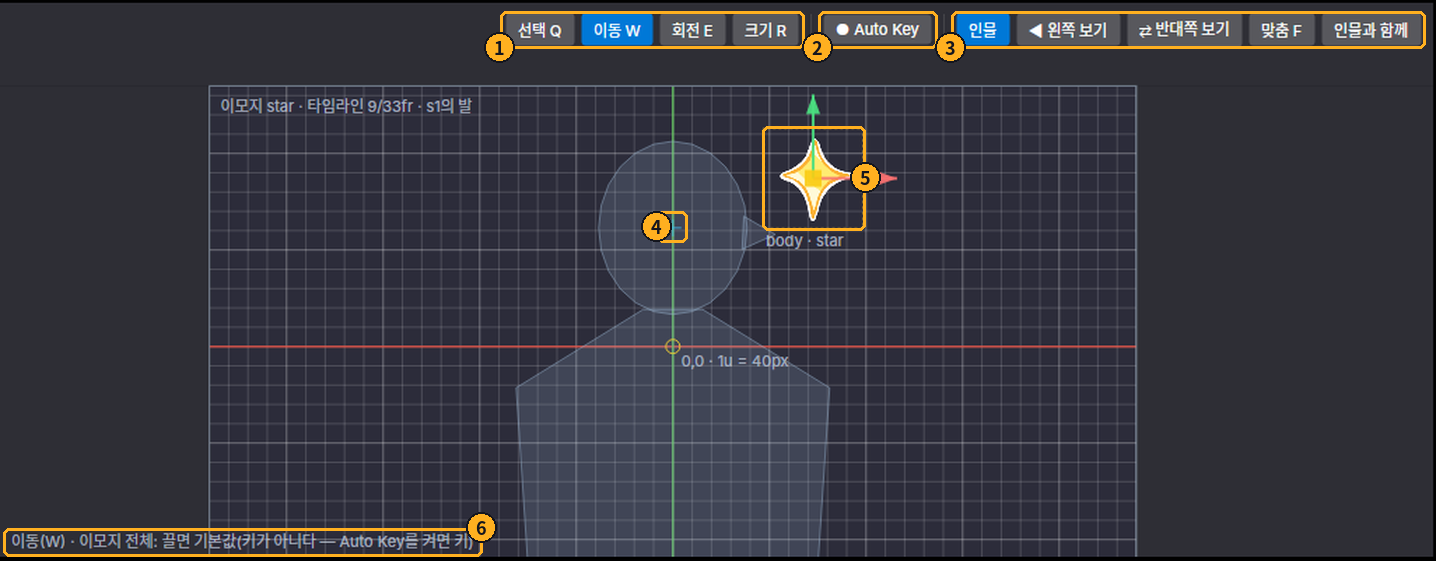 선택 Q 이동 W 회전 E 크기 R ● Auto Key 인물 ◀ 왼쪽 보기 ⇄ 반대쪽 보기 맞춤 F 인물과 함께
1 2 3
이모지 star · 타임라인 9/33fr · s1의 발
5
4
body · star
0,0 · 1u = 40px
6
이동(W) · 이모지 전체: 끌면 기본값(키가 아니다 — Auto Key를 켜면 키)